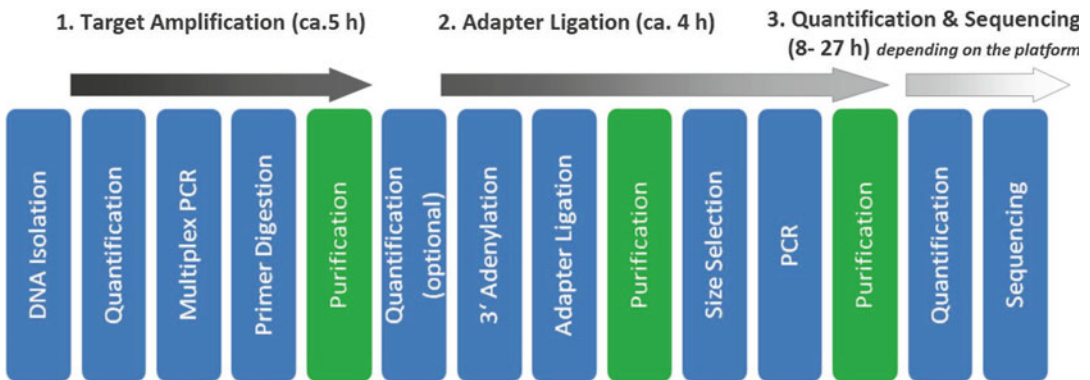 1. Target Amplification (ca.5 h)
2. Adapter Ligation (ca. 4 h)
3. Quantification & Sequencing
(8- 27 h) depending on the platform
DNA Isolation
Quantification
Multiplex PCR
Primer Digestion
Purification
Quantification
(optional)
3′ Adenylation
Adapter Ligation
Purification
Size Selection
PCR
Purification
Quantification
Sequencing